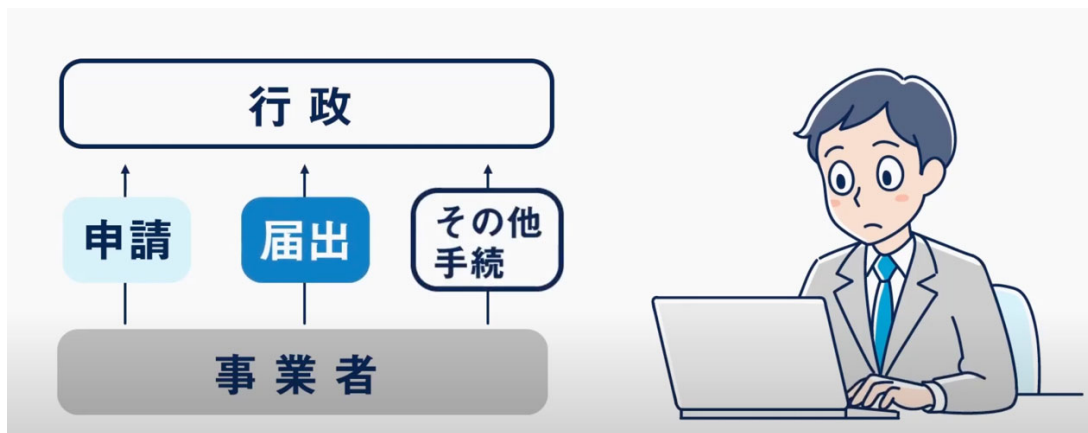 行政
申請
届出
その他
手続
事業者